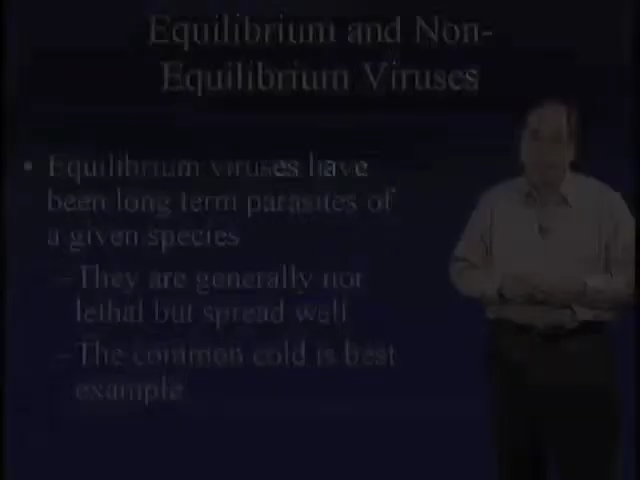 Equilibrium and Non-
Equilibrium Viruses
• Equilibrium viruses have
been long term parasites of
a given species
– They are generally not
lethal but spread well
– The common cold is best
example